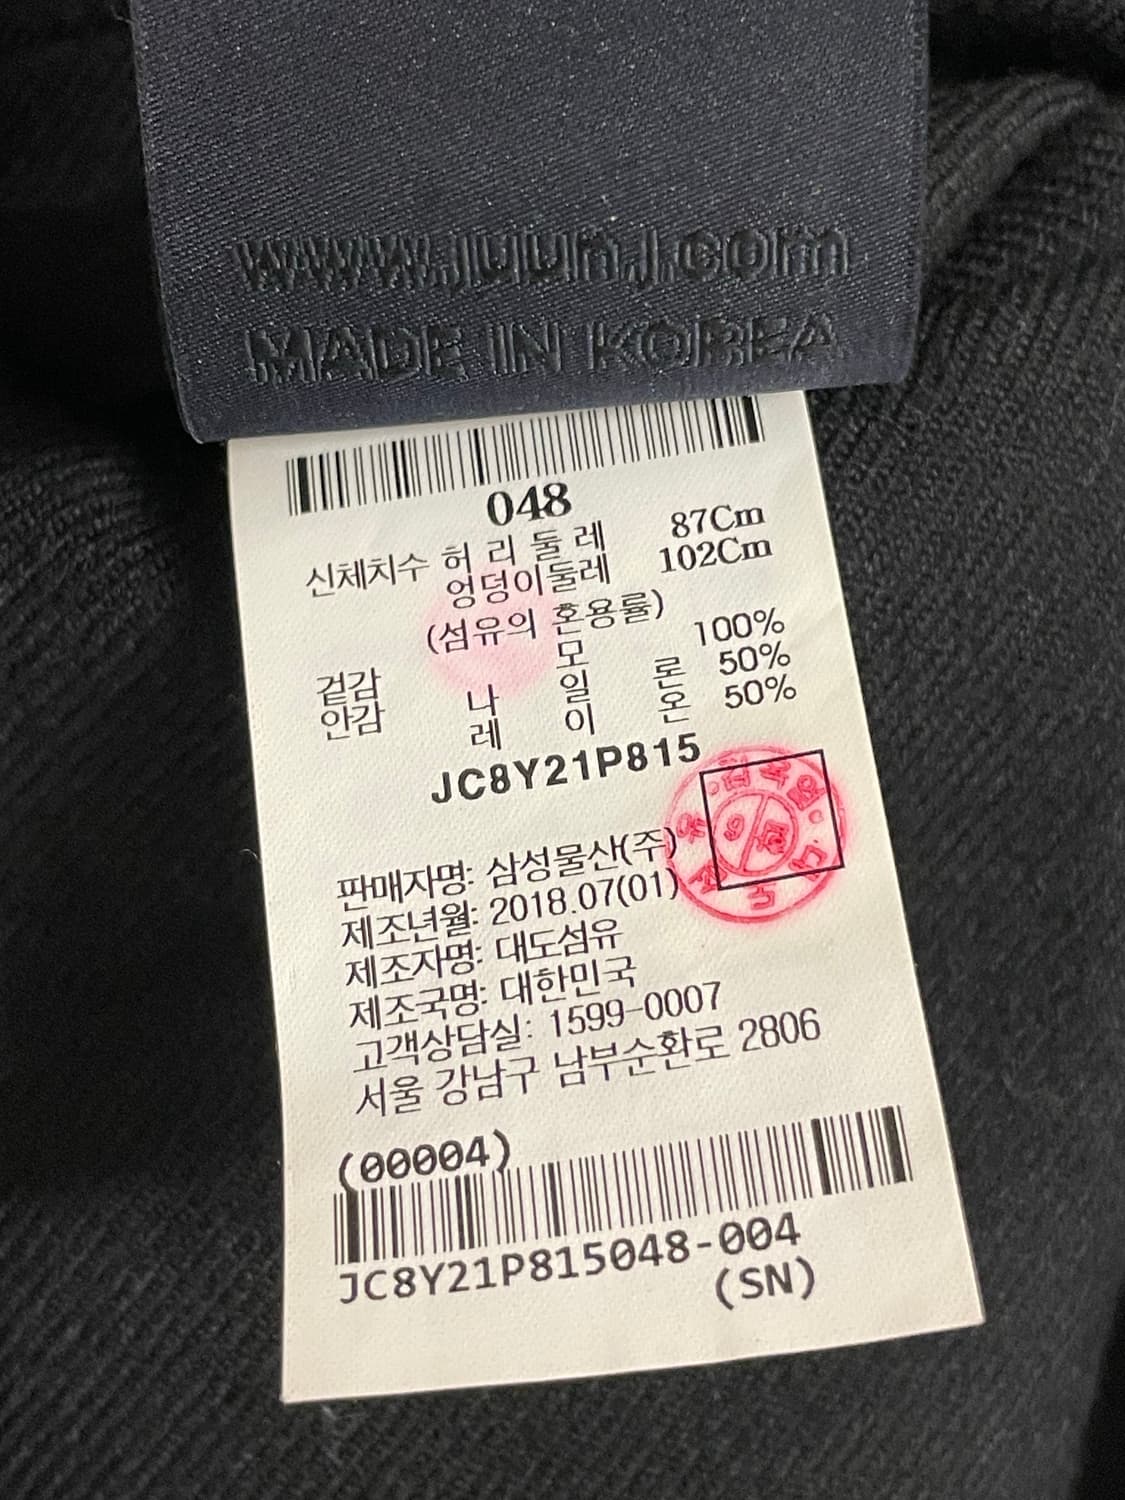 www.juunj.com
MADE IN KOREA
048
신체치수 허리둘레 87Cm
엉덩이둘레 102Cm
(섬유의 혼용률)
겉감 모 100%
안감 나일론 50%
레이온 50%
JC8Y21P815
판매자명: 삼성물산(주)
제조년월: 2018.07(01)
제조자명: 대도섬유
제조국명: 대한민국
고객상담실: 1599-0007
서울 강남구 남부순환로 2806
(00004)
JC8Y21P815048-004
(SN)